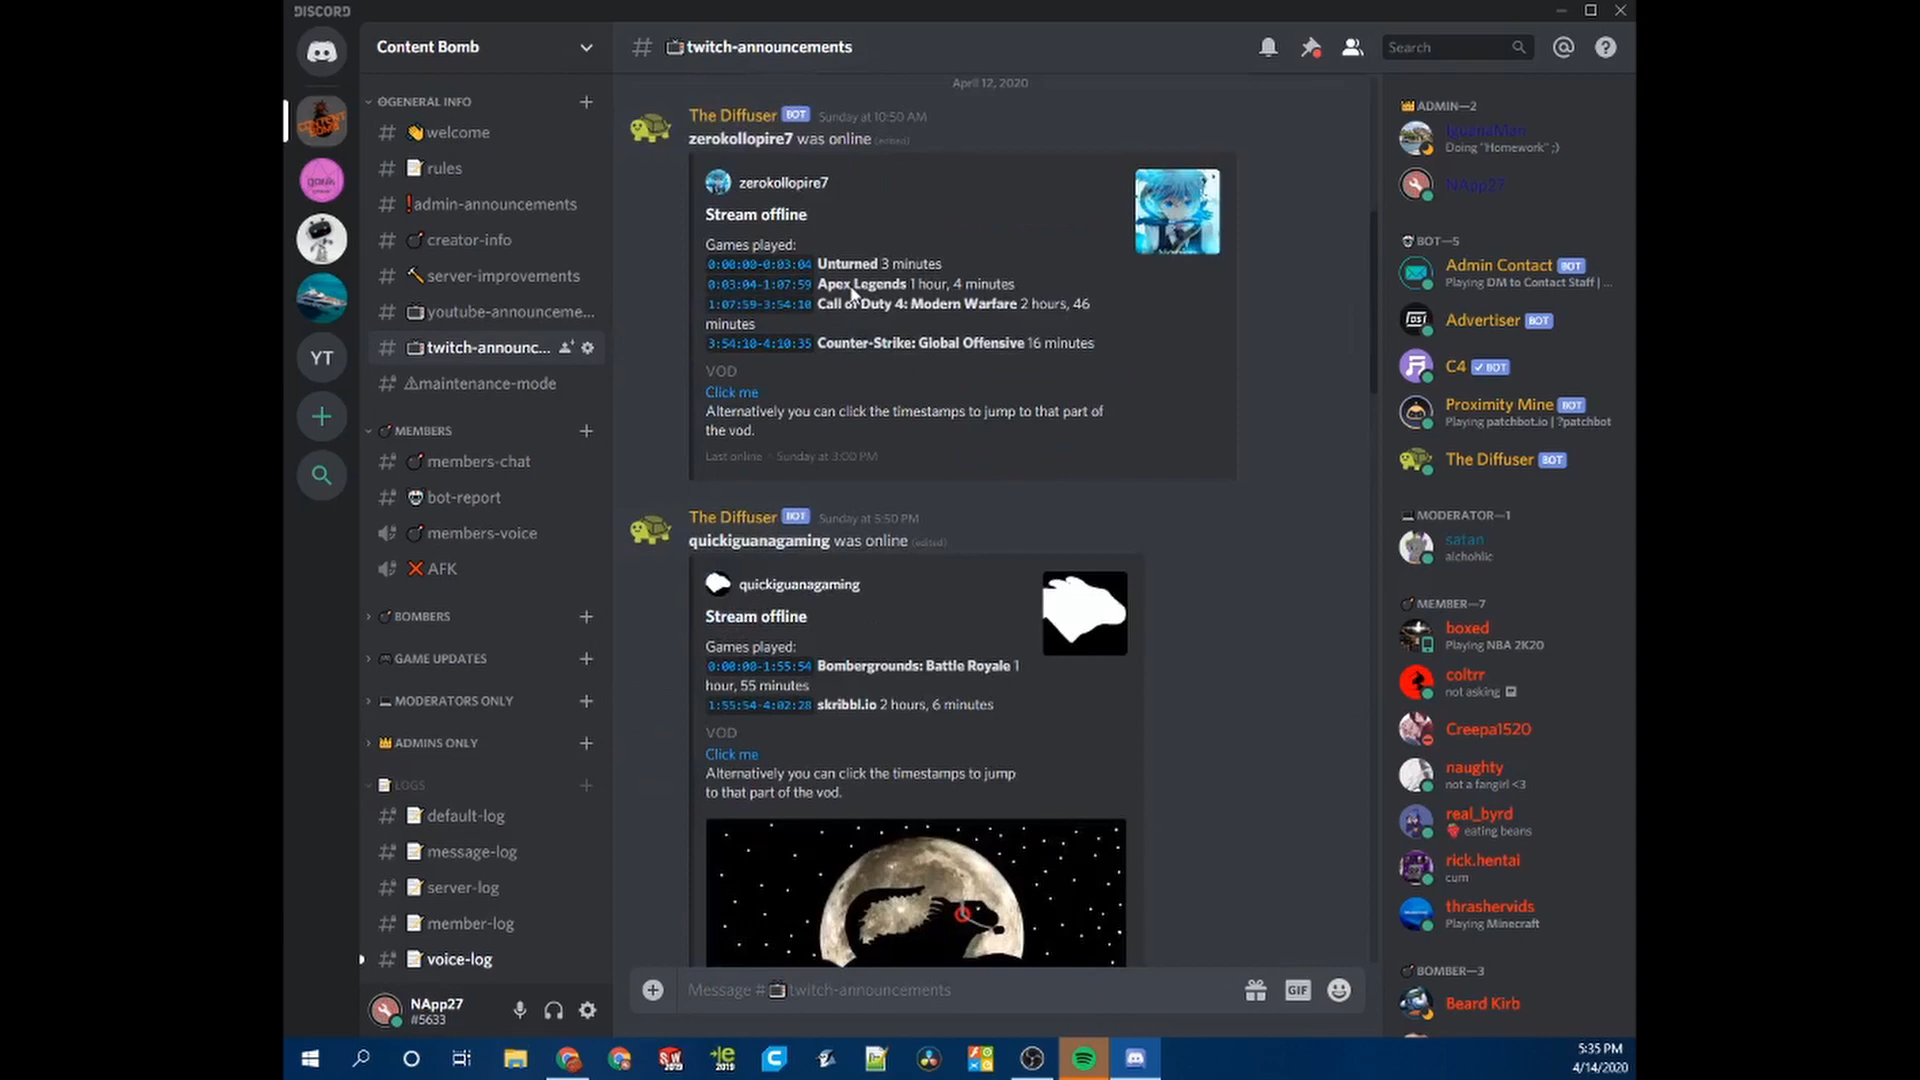 DISCORD
Content Bomb
GENERAL INFO
welcome
rules
admin-announcements
creator-info
server-improvements
youtube-announceme...
twitch-announc...
maintenance-mode
MEMBERS
members-chat
bot-report
members-voice
AFK
BOMBERS
GAME UPDATES
MODERATORS ONLY
ADMINS ONLY
LOGS
default-log
message-log
server-log
member-log
voice-log
NApp27
#5633
YT
CONTENT BOMB
# twitch-announcements
Search
April 12, 2020
The Diffuser BOT Sunday at 10:50 AM
zerokollopire7 was online (edited)
zerokollopire7
Stream offline
Games played:
0:00:00-0:03:04 Unturned 3 minutes
0:03:04-1:07:59 Apex Legends 1 hour, 4 minutes
1:07:59-3:54:10 Call of Duty 4: Modern Warfare 2 hours, 46
minutes
3:54:10-4:10:35 Counter-Strike: Global Offensive 16 minutes
VOD
Click me
Alternatively you can click the timestamps to jump to that part of
the vod.
Last online · Sunday at 3:00 PM
The Diffuser BOT Sunday at 5:50 PM
quickiguanagaming was online (edited)
quickiguanagaming
Stream offline
Games played:
0:00:00-1:55:54 Bombergrounds: Battle Royale 1
hour, 55 minutes
1:55:54-4:02:28 skribbl.io 2 hours, 6 minutes
VOD
Click me
Alternatively you can click the timestamps to jump
to that part of the vod.
Message # twitch-announcements
GIF
ADMIN—2
IguanaMan
Doing "Homework" ;)
NApp27
BOT—5
Admin Contact BOT
Playing DM to Contact Staff | ...
Advertiser BOT
C4 ✓ BOT
Proximity Mine BOT
Playing patchbot.io | ?patchbot
The Diffuser BOT
MODERATOR—1
satan
alchohlic
MEMBER—7
boxed
Playing NBA 2K20
coltrr
not asking
Creepa1520
naughty
not a fangirl <3
real_byrd
eating beans
rick.hentai
cum
thrashervids
Playing Minecraft
BOMBER—3
Beard Kirb
5:35 PM
4/14/2020